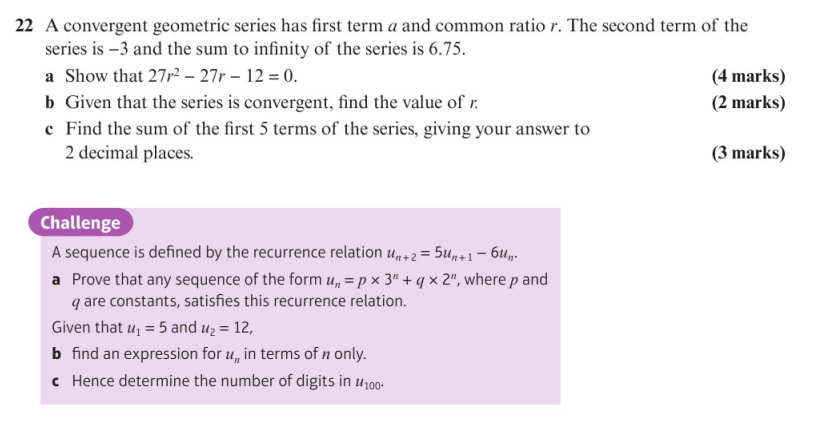 22 A convergent geometric series has first term a and common ratio r. The second term of the
series is −3 and the sum to infinity of the series is 6.75.
a Show that 27r² − 27r − 12 = 0. (4 marks)
b Given that the series is convergent, find the value of r. (2 marks)
c Find the sum of the first 5 terms of the series, giving your answer to
2 decimal places. (3 marks)
Challenge
A sequence is defined by the recurrence relation uₙ₊₂ = 5uₙ₊₁ − 6uₙ.
a Prove that any sequence of the form uₙ = p × 3ⁿ + q × 2ⁿ, where p and
q are constants, satisfies this recurrence relation.
Given that u₁ = 5 and u₂ = 12,
b find an expression for uₙ in terms of n only.
c Hence determine the number of digits in u₁₀₀.